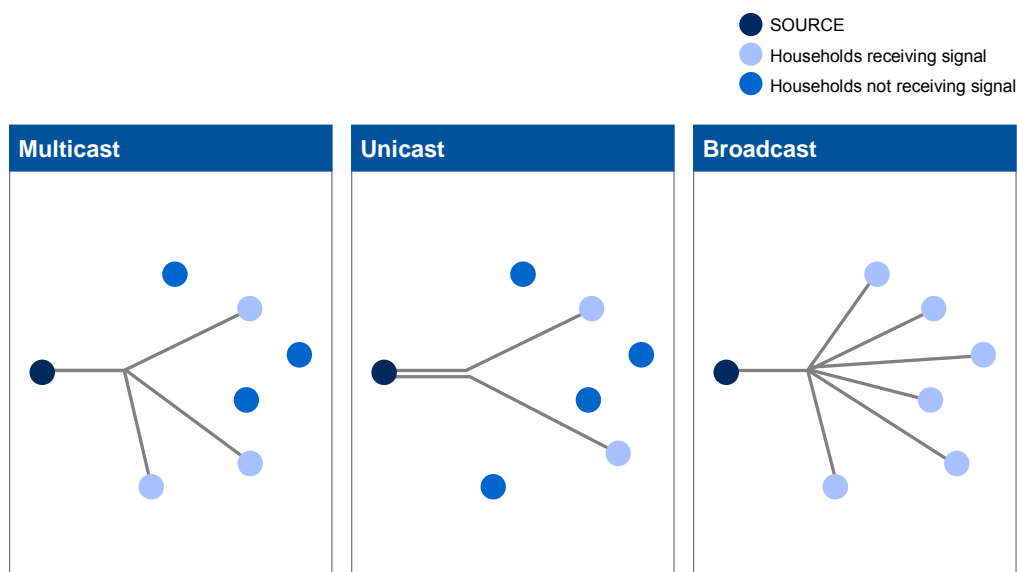 SOURCE
Households receiving signal
Households not receiving signal
Multicast
Unicast
Broadcast